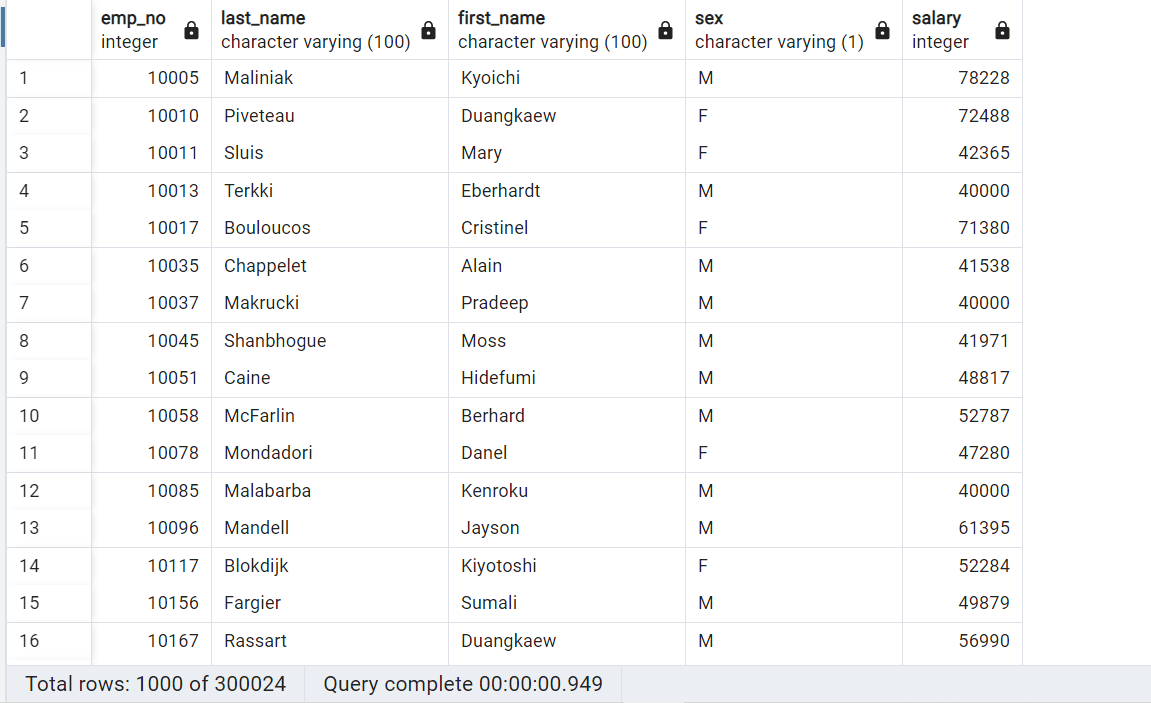 emp_no last_name first_name sex salary
integer character varying (100) character varying (100) character varying (1) integer
1 10005 Maliniak Kyoichi M 78228
2 10010 Piveteau Duangkaew F 72488
3 10011 Sluis Mary F 42365
4 10013 Terkki Eberhardt M 40000
5 10017 Bouloucos Cristinel F 71380
6 10035 Chappelet Alain M 41538
7 10037 Makrucki Pradeep M 40000
8 10045 Shanbhogue Moss M 41971
9 10051 Caine Hidefumi M 48817
10 10058 McFarlin Berhard M 52787
11 10078 Mondadori Danel F 47280
12 10085 Malabarba Kenroku M 40000
13 10096 Mandell Jayson M 61395
14 10117 Blokdijk Kiyotoshi F 52284
15 10156 Fargier Sumali M 49879
16 10167 Rassart Duangkaew M 56990
Total rows: 1000 of 300024 Query complete 00:00:00.949